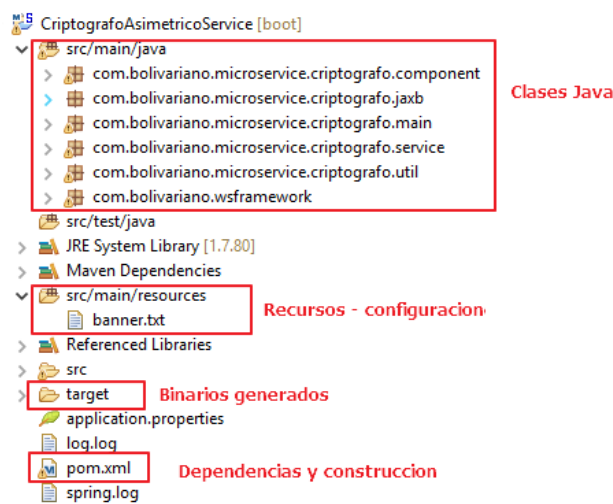 CriptografoAsimetricoService [boot]
src/main/java
com.bolivariano.microservice.criptografo.component
com.bolivariano.microservice.criptografo.jaxb
Clases Java
com.bolivariano.microservice.criptografo.main
com.bolivariano.microservice.criptografo.service
com.bolivariano.microservice.criptografo.util
com.bolivariano.wsframework
src/test/java
JRE System Library [1.7.80]
Maven Dependencies
src/main/resources
Recursos - configuracion
banner.txt
Referenced Libraries
src
target
Binarios generados
application.properties
log.log
pom.xml
Dependencias y construccion
spring.log